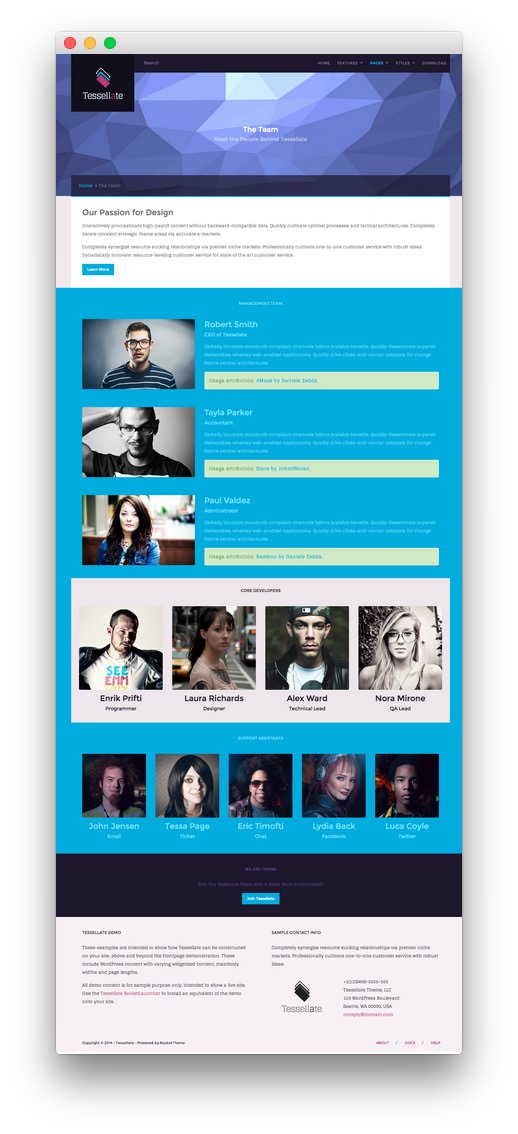 Tessellate
Search
HOME FEATURES PAGES STYLES DOWNLOAD
The Team
Meet the People Behind Tessellate
Home > The Team
Our Passion for Design
Interactively procrastinate high-payoff content without backward-compatible data. Quickly cultivate optimal processes and tactical architectures. Completely
iterate covalent strategic theme areas via accurate e-markets.
Completely synergize resource sucking relationships via premier niche markets. Professionally cultivate one-to-one customer service with robust ideas.
Dynamically innovate resource-leveling customer service for state of the art customer service.
Learn More
MANAGEMENT TEAM
Robert Smith
CEO of Tessellate
Globally incubate standards compliant channels before scalable benefits. Quickly disseminate superior
deliverables whereas web-enabled applications. Quickly drive clicks-and-mortar catalysts for change
before vertical architectures.
Image attribution: AMaze by Daniele Zedda.
Tayla Parker
Accountant
Globally incubate standards compliant channels before scalable benefits. Quickly disseminate superior
deliverables whereas web-enabled applications. Quickly drive clicks-and-mortar catalysts for change
before vertical architectures.
Image attribution: Stare by JohnONolan.
Paul Valdez
Administrator
Globally incubate standards compliant channels before scalable benefits. Quickly disseminate superior
deliverables whereas web-enabled applications. Quickly drive clicks-and-mortar catalysts for change
before vertical architectures.
Image attribution: Bamboo by Daniele Zedda.
CORE DEVELOPERS
SEE
Enrik Prifti Laura Richards Alex Ward Nora Mirone
Programmer Designer Technical Lead QA Lead
SUPPORT ASSISTANTS
John Jensen Tessa Page Eric Timofti Lydia Back Luca Coyle
Email Ticket Chat Facebook Twitter
WE ARE HIRING
Join Our Awesome Team with a Great Work Environment
Join Tessellate
TESSELLATE DEMO
These examples are intended to show how Tessellate can be constructed
on your site, above and beyond the frontpage demonstration. These
include WordPress content with varying widgetized content, mainbody
widths and page lengths.
All demo content is for sample purpose only, intended to show a live site.
Use the Tessellate RocketLauncher to install an equivalent of the demo
onto your site.
SAMPLE CONTACT INFO
Completely synergize resource sucking relationships via premier niche
markets. Professionally cultivate one-to-one customer service with robust
ideas.
Tessellate
Tessellate Theme, LLC
123 WordPress Boulevard
Seattle, WA 00000, USA
noreply@domain.com
Copyright © 2014 - Tessellate - Powered by RocketTheme
ABOUT / DOCS / HELP